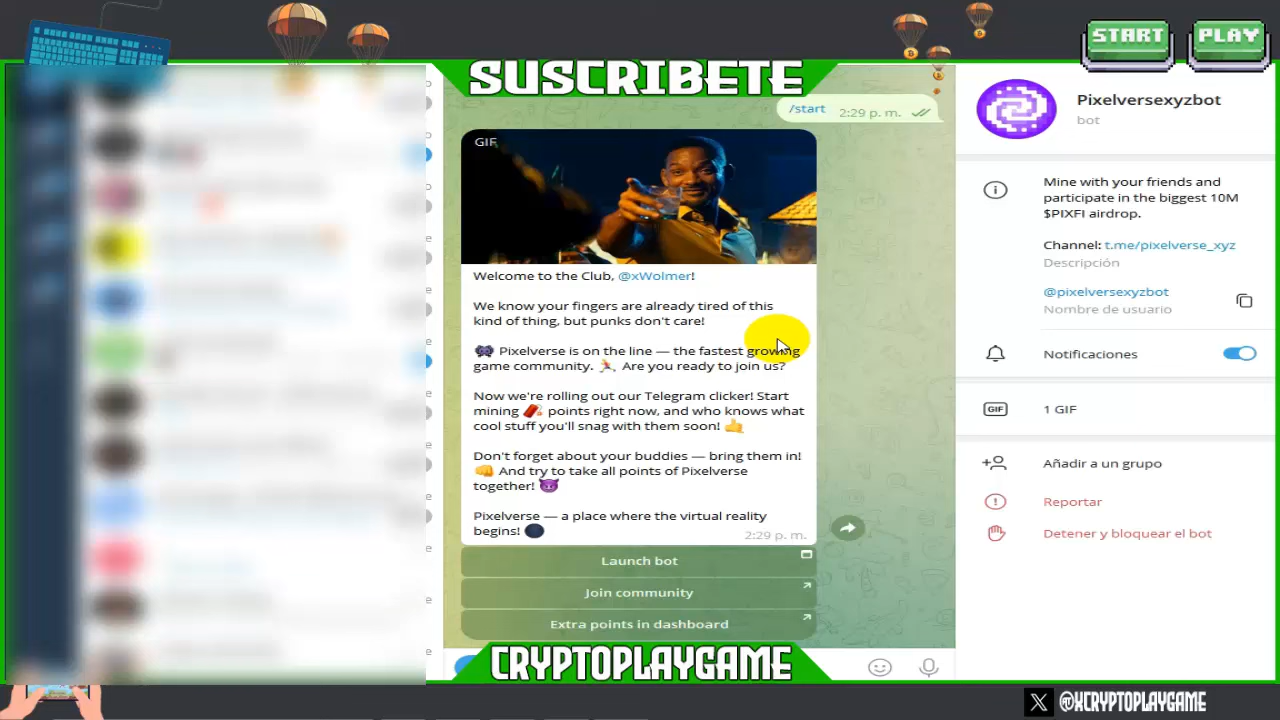 START
PLAY
SUSCRIBETE
/start
2:29 p. m.
GIF
Welcome to the Club, @xWolmer!
We know your fingers are already tired of this
kind of thing, but punks don't care!
👾 Pixelverse is on the line — the fastest growing
game community. 🏃 Are you ready to join us?
Now we're rolling out our Telegram clicker! Start
mining 🧧 points right now, and who knows what
cool stuff you'll snag with them soon! 🤙
Don't forget about your buddies — bring them in!
👊 And try to take all points of Pixelverse
together! 😈
Pixelverse — a place where the virtual reality
begins! 🌑
2:29 p. m.
Launch bot
Join community
Extra points in dashboard
CRYPTOPLAYGAME
Pixelversexyzbot
bot
Mine with your friends and
participate in the biggest 10M
$PIXFI airdrop.
Channel: t.me/pixelverse_xyz
Descripción
@pixelversexyzbot
Nombre de usuario
Notificaciones
GIF
1 GIF
Añadir a un grupo
Reportar
Detener y bloquear el bot
X @XCRYPTOPLAYGAME